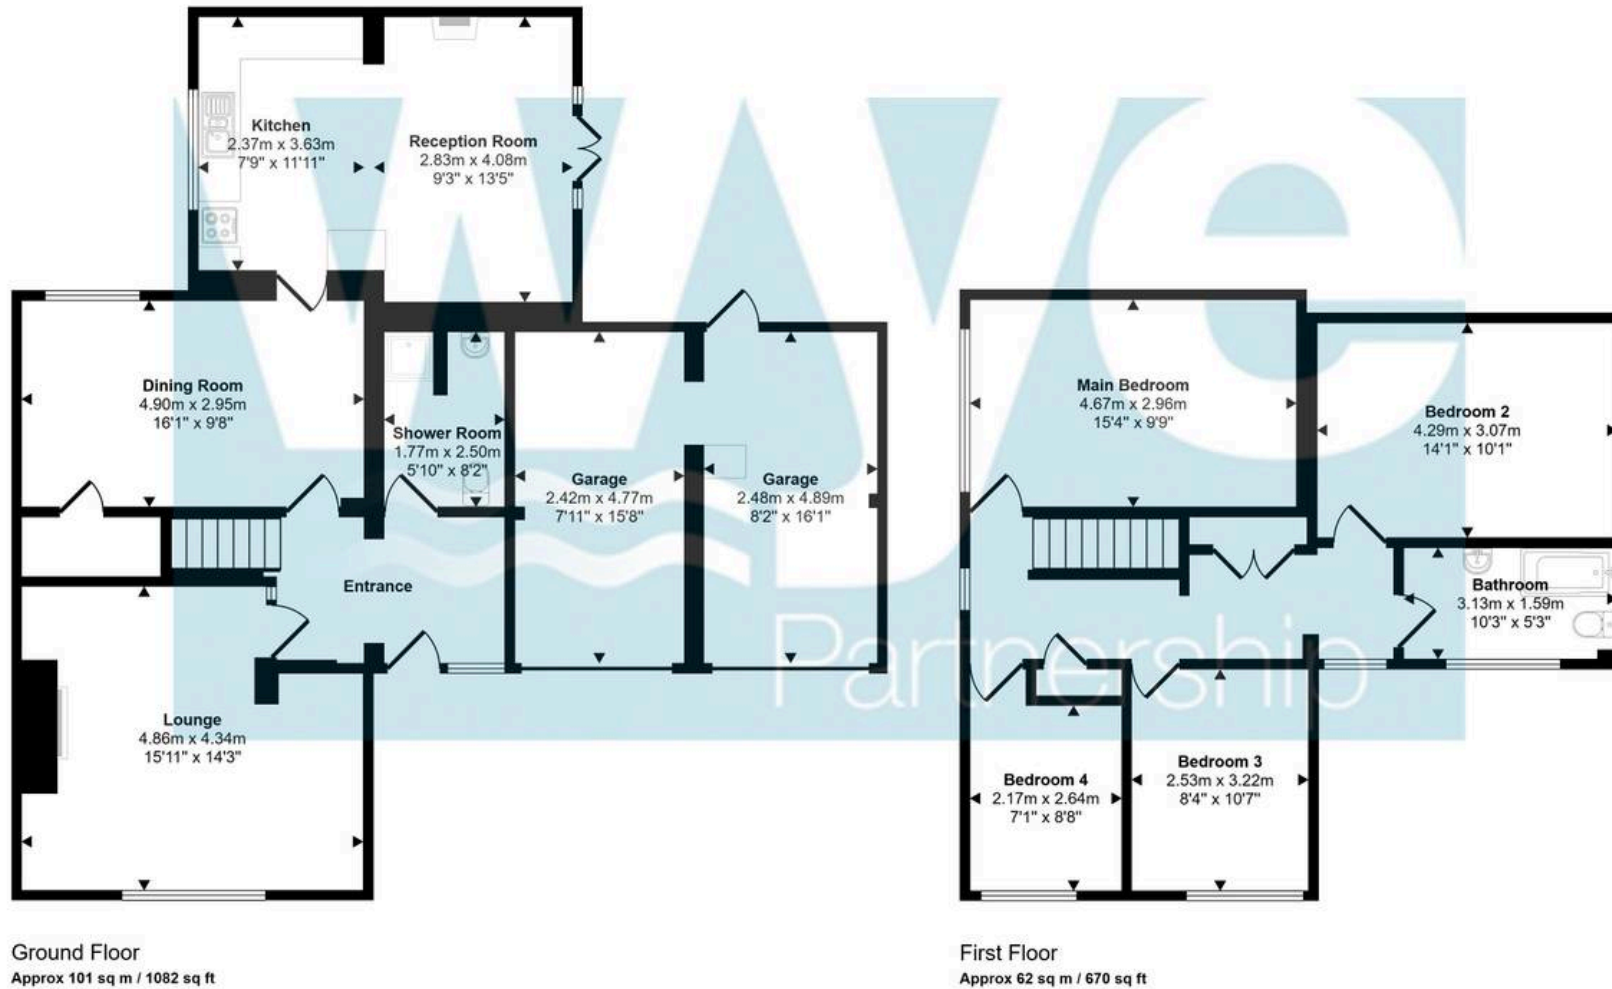 Kitchen
2.37m x 3.63m
7'9" x 11'11"
Reception Room
2.83m x 4.08m
9'3" x 13'5"
Dining Room
4.90m x 2.95m
16'1" x 9'8"
Shower Room
1.77m x 2.50m
5'10" x 8'2"
Garage
2.42m x 4.77m
7'11" x 15'8"
Garage
2.48m x 4.89m
8'2" x 16'1"
Entrance
Lounge
4.86m x 4.34m
15'11" x 14'3"
Ground Floor
Approx 101 sq m / 1082 sq ft
Main Bedroom
4.67m x 2.96m
15'4" x 9'9"
Bedroom 2
4.29m x 3.07m
14'1" x 10'1"
Bathroom
3.13m x 1.59m
10'3" x 5'3"
Bedroom 4
2.17m x 2.64m
7'1" x 8'8"
Bedroom 3
2.53m x 3.22m
8'4" x 10'7"
First Floor
Approx 62 sq m / 670 sq ft
wave
Partnership